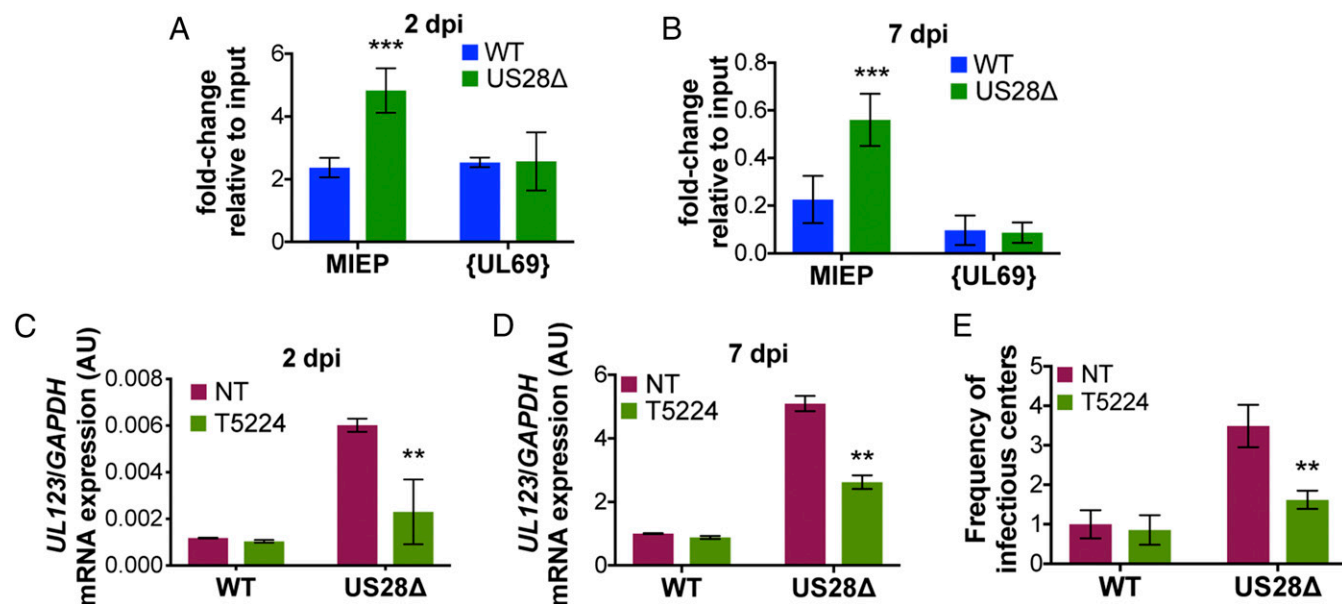 A
2 dpi
fold-change
relative to input
6
4
2
0
***
WT
US28Δ
MIEP
{UL69}
B
7 dpi
fold-change
relative to input
0.8
0.6
0.4
0.2
0.0
***
WT
US28Δ
MIEP
{UL69}
C
2 dpi
UL123/GAPDH
mRNA expression (AU)
0.008
0.006
0.004
0.002
0.000
NT
T5224
**
WT
US28Δ
D
7 dpi
UL123/GAPDH
mRNA expression (AU)
6
4
2
0
NT
T5224
**
WT
US28Δ
E
Frequency of
infectious centers
5
4
3
2
1
0
NT
T5224
**
WT
US28Δ